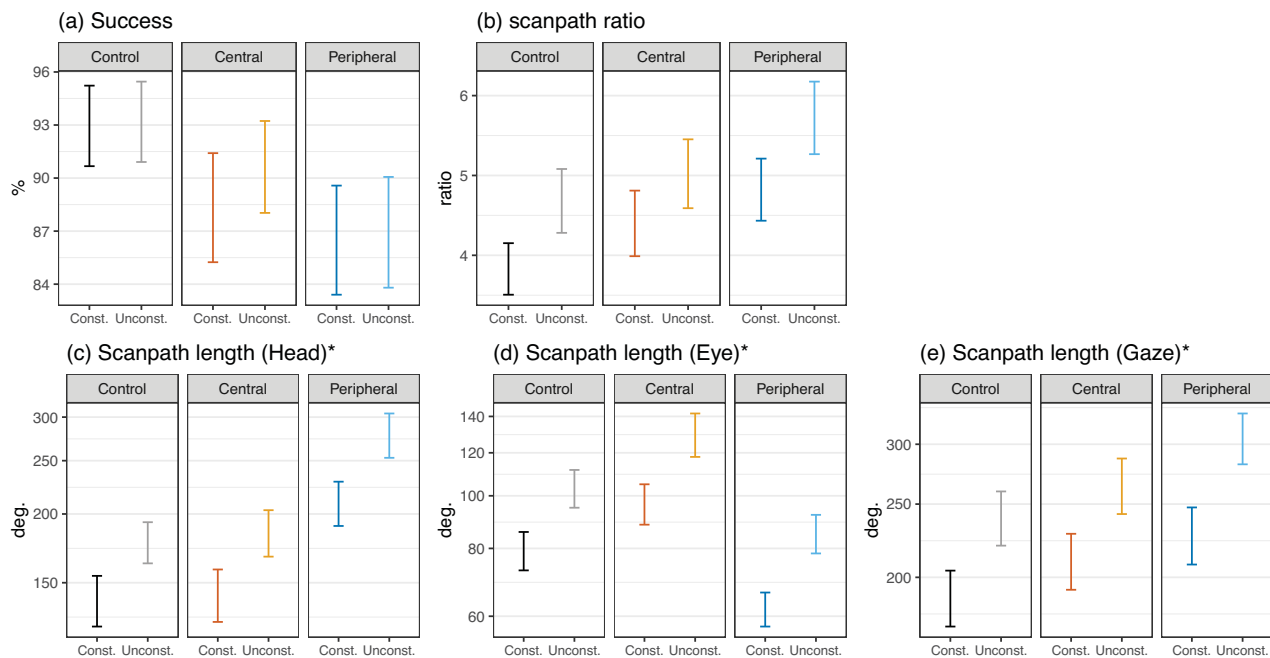 (a) Success
(b) scanpath ratio
Control Central Peripheral
Control Central Peripheral
96
93
90
87
84
%
6
5
4
ratio
Const. Unconst. Const. Unconst. Const. Unconst.
Const. Unconst. Const. Unconst. Const. Unconst.
(c) Scanpath length (Head)*
(d) Scanpath length (Eye)*
(e) Scanpath length (Gaze)*
Control Central Peripheral
Control Central Peripheral
Control Central Peripheral
300
250
200
150
deg.
140
120
100
80
60
deg.
300
250
200
deg.
Const. Unconst. Const. Unconst. Const. Unconst.
Const. Unconst. Const. Unconst. Const. Unconst.
Const. Unconst. Const. Unconst. Const. Unconst.